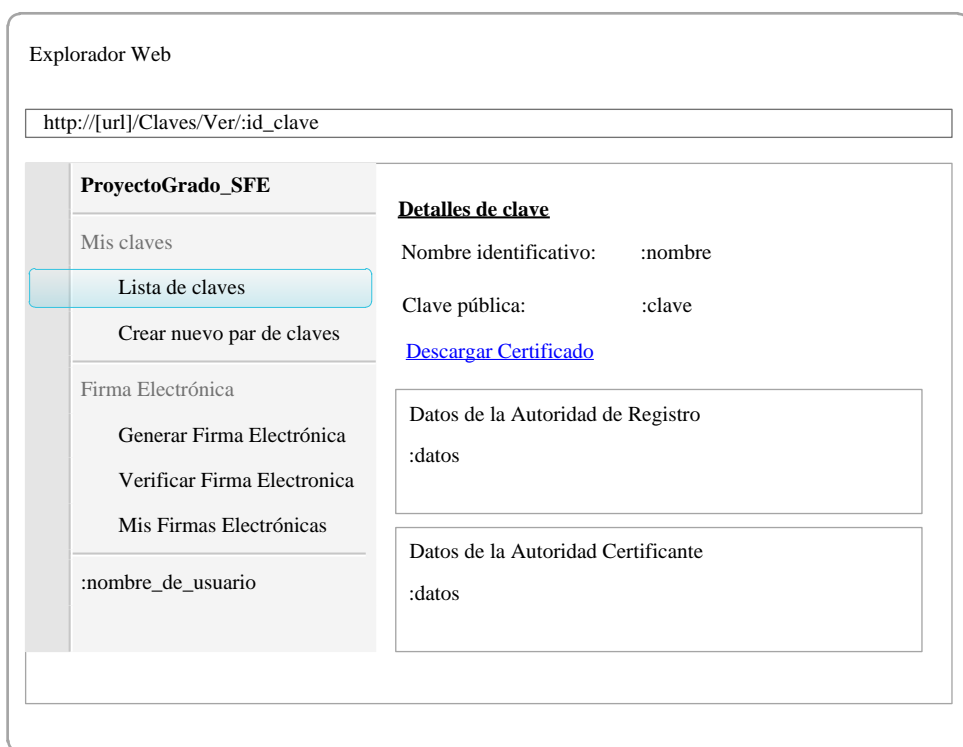 Explorador Web
http://[url]/Claves/Ver/:id_clave
ProyectoGrado_SFE
Mis claves
Lista de claves
Crear nuevo par de claves
Firma Electrónica
Generar Firma Electrónica
Verificar Firma Electronica
Mis Firmas Electrónicas
:nombre_de_usuario
Detalles de clave
Nombre identificativo: :nombre
Clave pública: :clave
Descargar Certificado
Datos de la Autoridad de Registro
:datos
Datos de la Autoridad Certificante
:datos